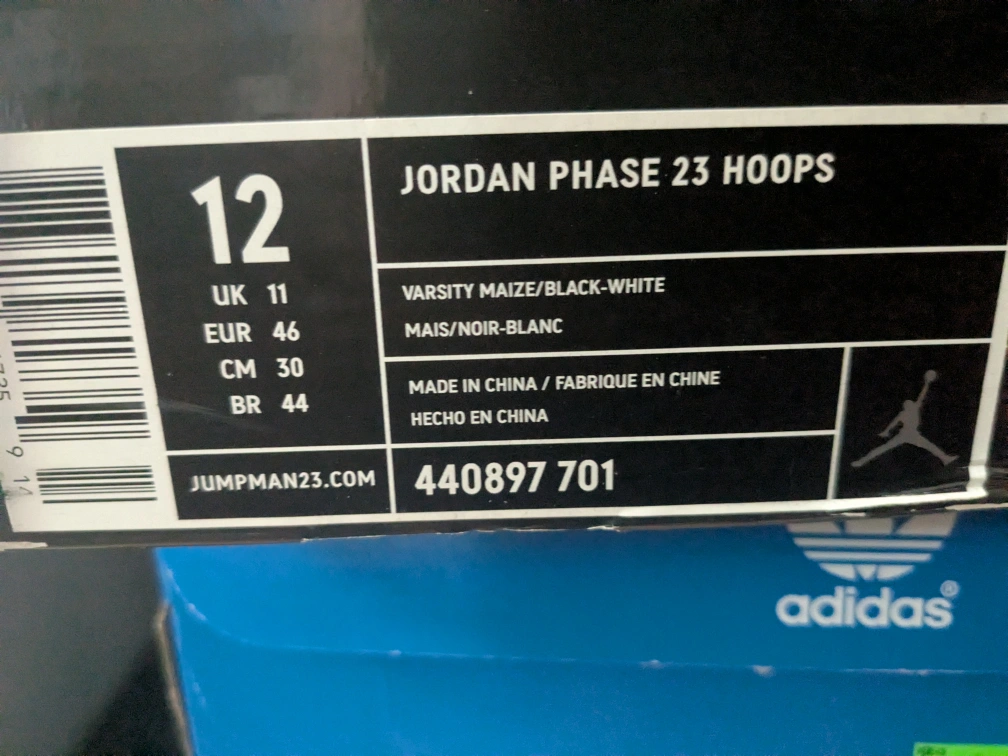 12
UK 11
EUR 46
CM 30
BR 44
JUMPMAN23.COM
JORDAN PHASE 23 HOOPS
VARSITY MAIZE/BLACK-WHITE
MAIS/NOIR-BLANC
MADE IN CHINA / FABRIQUE EN CHINE
HECHO EN CHINA
440897 701
adidas®